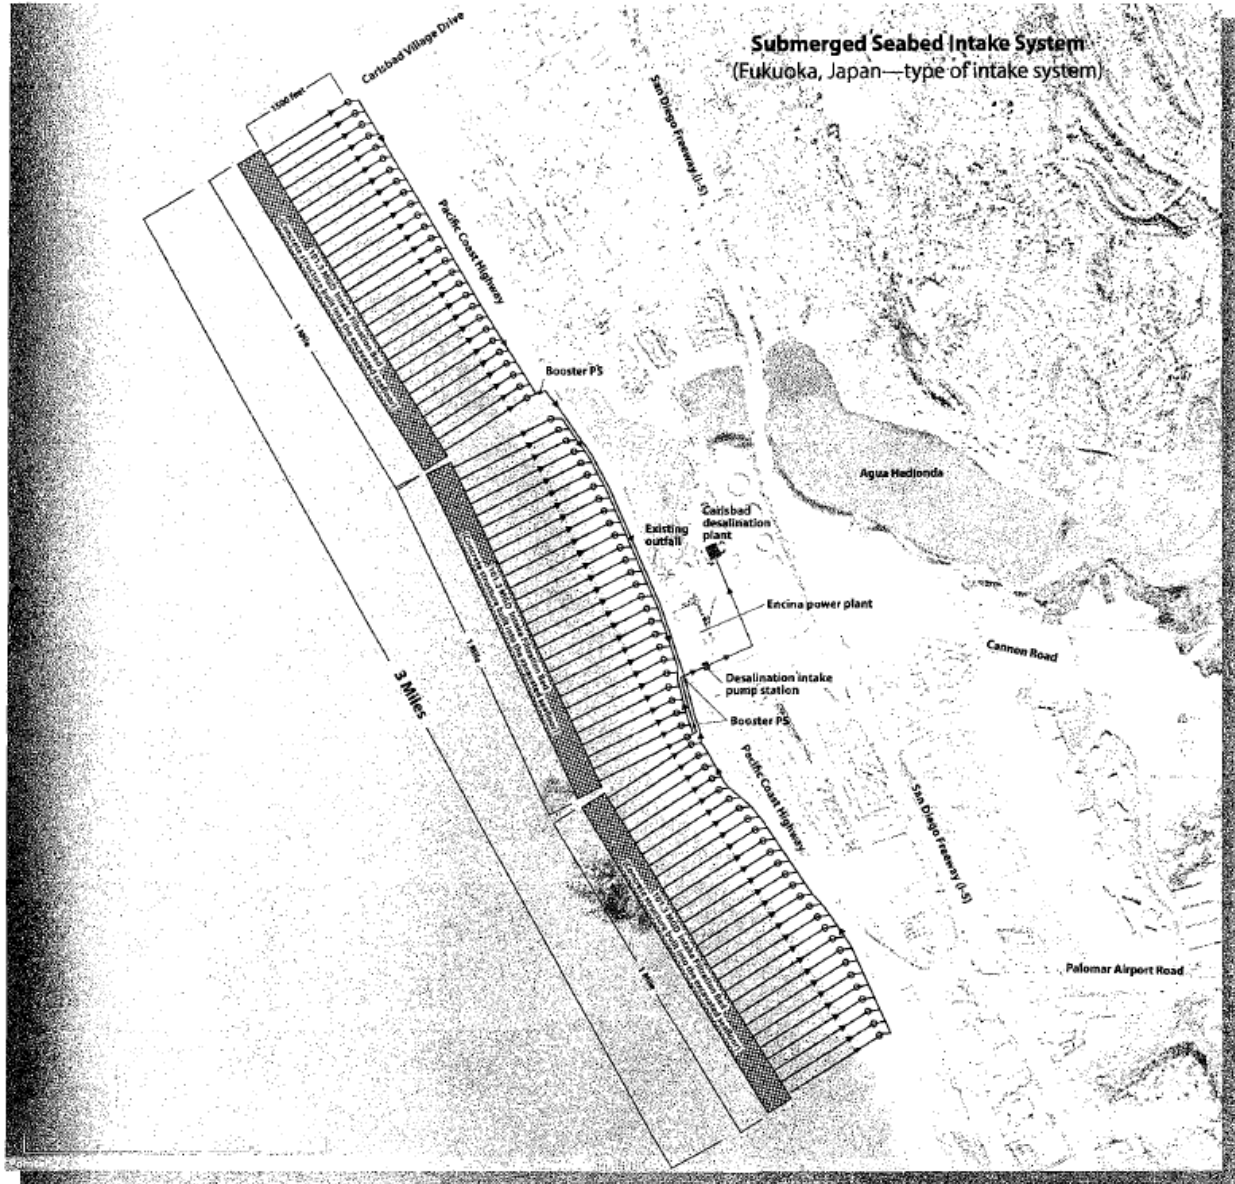 Submerged Seabed Intake System
(Fukuoka, Japan—type of intake system)
Carlsbad Village Drive
1500 feet
San Diego Freeway (I-5)
Pacific Coast Highway
1 Mile
Booster PS
Agua Hedionda
Existing
outfall
Carlsbad
desalination
plant
Encina power plant
Cannon Road
1 Mile
3 Miles
Desalination intake
pump station
Booster PS
Pacific Coast Highway
San Diego Freeway (I-5)
1 Mile
Palomar Airport Road